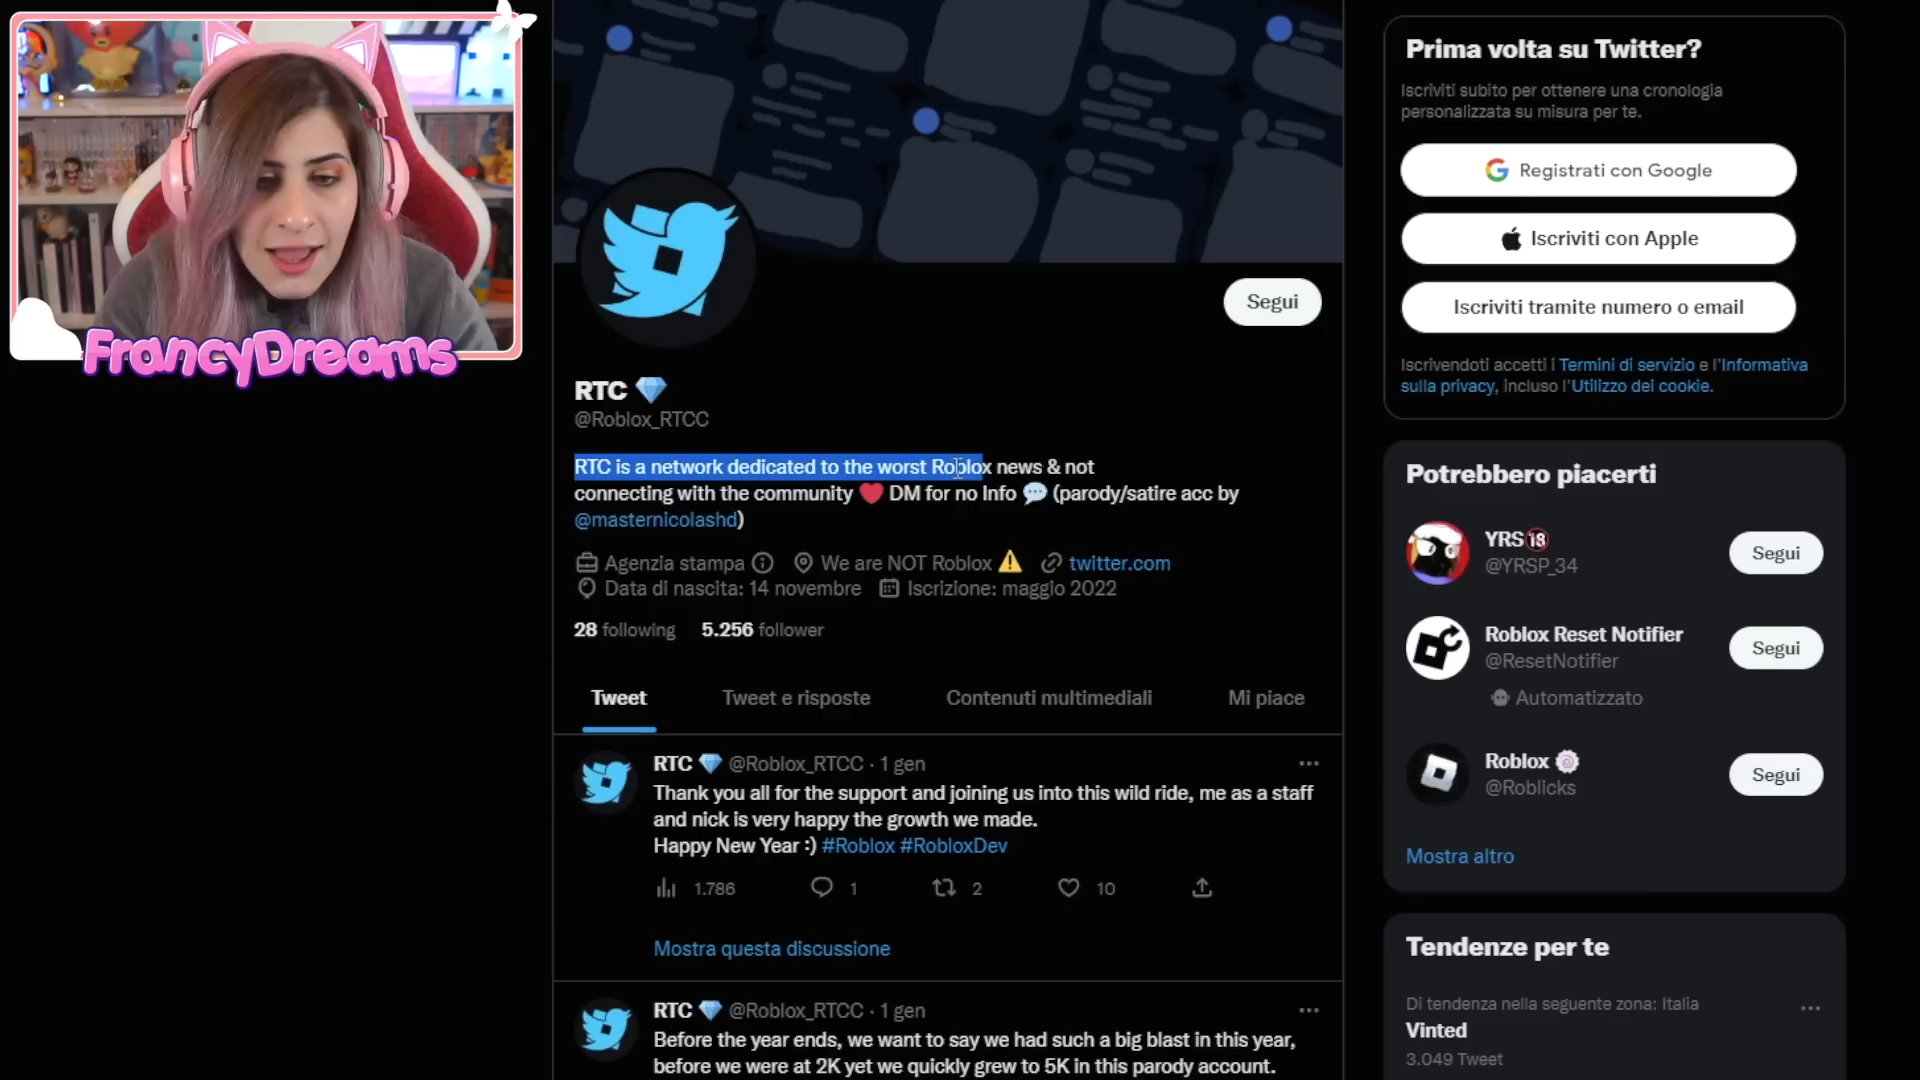 FrancyDreams
RTC 💎
@Roblox_RTCC
Segui
RTC is a network dedicated to the worst Roblox news & not
connecting with the community ❤️ DM for no Info 💬 (parody/satire acc by
@masternicolashd)
Agenzia stampa We are NOT Roblox ⚠️ twitter.com
Data di nascita: 14 novembre Iscrizione: maggio 2022
28 following 5.256 follower
Tweet Tweet e risposte Contenuti multimediali Mi piace
RTC 💎 @Roblox_RTCC · 1 gen
Thank you all for the support and joining us into this wild ride, me as a staff
and nick is very happy the growth we made.
Happy New Year :) #Roblox #RobloxDev
1.786 1 2 10
Mostra questa discussione
RTC 💎 @Roblox_RTCC · 1 gen
Before the year ends, we want to say we had such a big blast in this year,
before we were at 2K yet we quickly grew to 5K in this parody account.
Prima volta su Twitter?
Iscriviti subito per ottenere una cronologia
personalizzata su misura per te.
Registrati con Google
Iscriviti con Apple
Iscriviti tramite numero o email
Iscrivendoti accetti i Termini di servizio e l'Informativa
sulla privacy, incluso l'Utilizzo dei cookie.
Potrebbero piacerti
YRS🔞
@YRSP_34
Segui
Roblox Reset Notifier
@ResetNotifier
Automatizzato
Segui
Roblox 🍥
@Roblicks
Segui
Mostra altro
Tendenze per te
Di tendenza nella seguente zona: Italia
Vinted
3.049 Tweet